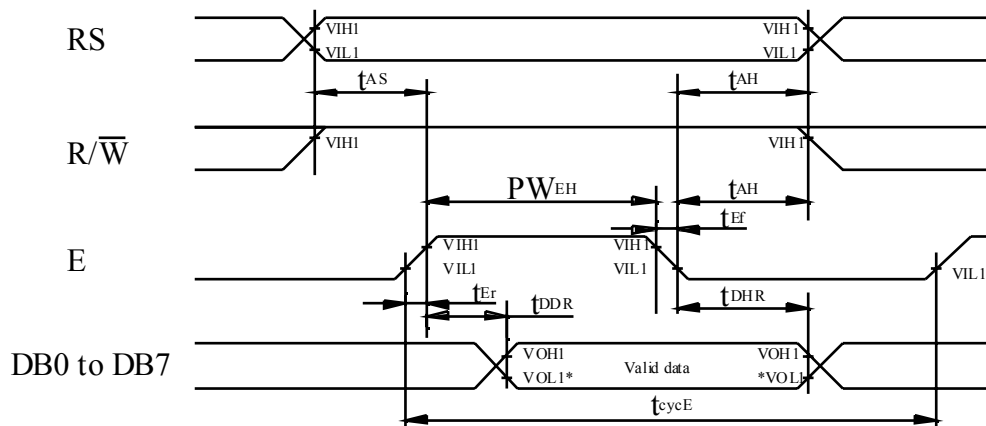 RS
VIH1
VIL1
VIH1
VIL1
tAS
tAH
R/W̅
VIH1
VIH1
PWEH
tAH
tEf
E
VIH1
VIL1
VIH1
VIL1
VIL1
tEr
tDDR
tDHR
DB0 to DB7
VOH1
VOL1*
Valid data
VOH1
*VOL1
tcycE